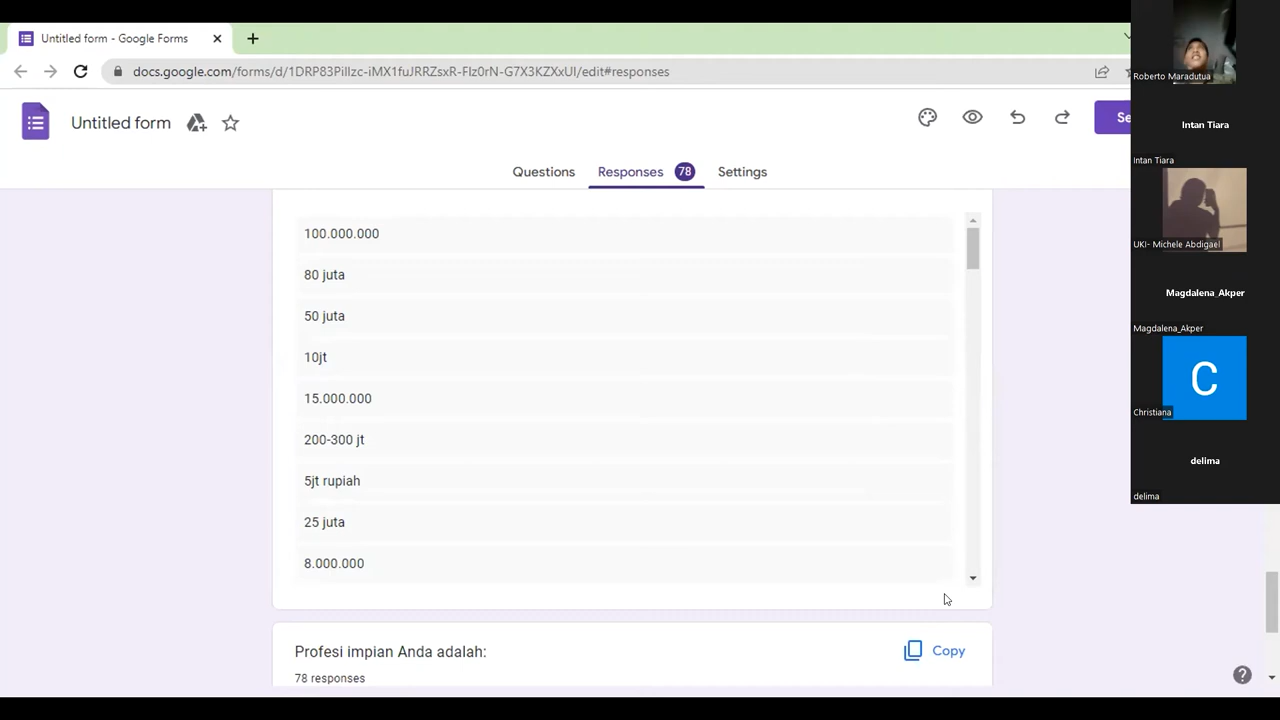 Untitled form - Google Forms
docs.google.com/forms/d/1DRP83PiIlzc-iMX1fuJRRZsxR-Flz0rN-G7X3KZXxUI/edit#responses
Untitled form
Se
Questions
Responses 78
Settings
100.000.000
80 juta
50 juta
10jt
15.000.000
200-300 jt
5jt rupiah
25 juta
8.000.000
Profesi impian Anda adalah:
Copy
78 responses
Roberto Maradutua
Intan Tiara
Intan Tiara
UKI- Michele Abdigael
Magdalena_Akper
Magdalena_Akper
C
Christiana
delima
delima